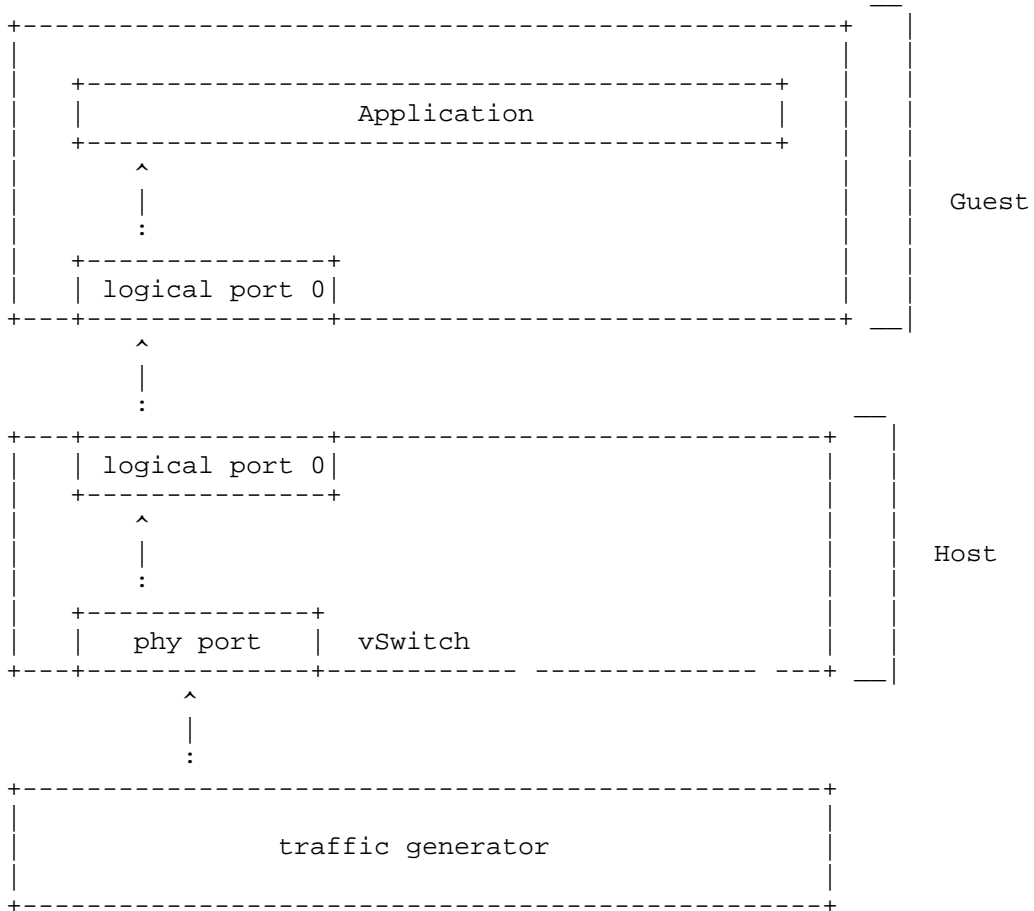 Application
Guest
logical port 0
logical port 0
Host
phy port vSwitch
traffic generator